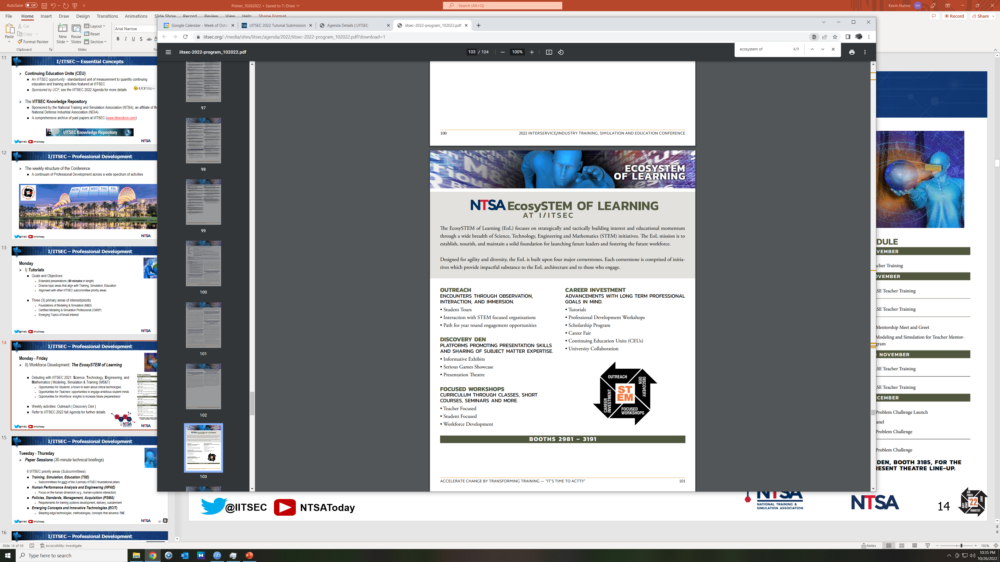 AutoSave Off
Primer_10262022 • Saved to T: Drive
Search (Alt+Q)
Kevin Hulme KH
File Home Insert Draw Design Transitions Animations Slide Show Record Review View Help Shape Format
Record Share
Paste
Cut
Copy
Format Painter
Clipboard
New Slide
Reuse Slides
Layout
Reset
Section
Slides
Arial Narrow
B I U S ab
11
I/ITSEC – Essential Concepts
Continuing Education Units (CEU)
An I/ITSEC opportunity - standardized unit of measurement to quantify continuing
education and training activities featured at I/ITSEC
Sponsored by UCF; see the I/ITSEC 2022 Agenda for more details
UCF
The I/ITSEC Knowledge Repository
Sponsored by the National Training and Simulation Association (NTSA), an affiliate of the
National Defense Industrial Association (NDIA)
A comprehensive archive of past papers at I/ITSEC (www.iitsecdocs.com)
I/ITSEC Knowledge Repository
@IITSEC NTSAToday NTSA
12
I/ITSEC – Professional Development
The weekly structure of the Conference
A continuum of Professional Development across a wide spectrum of activities
MON TUE WED THU FRI
@IITSEC NTSAToday NTSA
13
I/ITSEC – Professional Development
Monday
I) Tutorials
Goals and Objectives
Extended presentations (90 minutes in length)
Diverse topic areas that align with Training, Simulation, Education
Alignment with other I/ITSEC subcommittee priority areas
Three (3) primary areas of interest/priority
Foundations of Modeling & Simulation (M&S)
Certified Modeling & Simulation Professional (CMSP)
Emerging Topics of broad interest
@IITSEC NTSAToday NTSA
14
I/ITSEC – Professional Development
Monday - Friday
II) Workforce Development: The EcosySTEM of Learning
Debuting with I/ITSEC 2021: Science, Technology, Engineering, and
Mathematics | Modeling, Simulation & Training (MS&T)
Opportunities for Students: a forum to learn about critical technologies
Opportunities for Teachers: opportunities to engage ambitious student minds
Opportunities for Workforce: insights to increase future preparedness'
Weekly activities: Outreach | Discovery Den |
Refer to I/ITSEC 2022 full Agenda for further details
STEM SCHEDULE
S T E M
NTSA
@IITSEC NTSAToday NTSA
15
I/ITSEC – Professional Development
Tuesday - Thursday
Paper Sessions (30-minute technical briefings)
6 I/ITSEC priority areas (Subcommittees):
Training, Simulation, Education (TSE)
Subcommittees for each of the 3 primary I/ITSEC foundational pillars
Human Performance Analysis and Engineering (HPAE)
Focus on the human dimension (e.g., human-systems interaction)
Policies, Standards, Management, Acquisition (PSMA)
Requirements for training systems development, delivery, sustainment
Emerging Concepts and Innovative Technologies (ECIT)
Bleeding-edge technologies, methodologies, concepts that advance TSE
@IITSEC NTSAToday NTSA 15
16
I/ITSEC – Professional Development
Google Calendar - Week of Octo
I/ITSEC 2022 Tutorial Submission
Agenda Details | I/ITSEC
iitsec-2022-program_102022.pdf
iitsec.org/-/media/sites/iitsec/agenda/2022/iitsec-2022-program_102022.pdf?download=1
iitsec-2022-program_102022.pdf
103 / 124
100%
ecosystem of 4/9
97
98
99
100
101
102
103
100 2022 INTERSERVICE/INDUSTRY TRAINING, SIMULATION AND EDUCATION CONFERENCE
ECOSYSTEM
OF LEARNING
NTSA EcosySTEM OF LEARNING
AT I/ITSEC
The EcosySTEM of Learning (EoL) focuses on strategically and tactically building interest and educational momentum
through a wide breadth of Science, Technology, Engineering and Mathematics (STEM) initiatives. The EoL mission is to
establish, nourish, and maintain a solid foundation for launching future leaders and fostering the future workforce.
Designed for agility and diversity, the EoL is built upon four major cornerstones. Each cornerstone is comprised of initia-
tives which provide impactful substance to the EoL architecture and to those who engage.
OUTREACH
ENCOUNTERS THROUGH OBSERVATION,
INTERACTION, AND IMMERSION.
• Student Tours
• Interaction with STEM focused organizations
• Path for year round engagement opportunities
DISCOVERY DEN
PLATFORMS PROMOTING PRESENTATION SKILLS
AND SHARING OF SUBJECT MATTER EXPERTISE.
• Informative Exhibits
• Serious Games Showcase
• Presentation Theatre
FOCUSED WORKSHOPS
CURRICULUM THROUGH CLASSES, SHORT
COURSES, SEMINARS AND MORE.
• Teacher Focused
• Student Focused
• Workforce Development
CAREER INVESTMENT
ADVANCEMENTS WITH LONG TERM PROFESSIONAL
GOALS IN MIND.
• Tutorials
• Professional Development Workshops
• Scholarship Program
• Career Fair
• Continuing Education Units (CEUs)
• University Collaboration
OUTREACH
DISCOVERY DEN
CAREER INVESTMENT
FOCUSED WORKSHOPS
ST
EM
BOOTHS 2981 – 3191
ACCELERATE CHANGE BY TRANSFORMING TRAINING — "IT'S TIME TO ACTT!!" 101
DULE
VEMBER
cher Training
OVEMBER
SE Teacher Training
SE Teacher Training
Mentorship Meet and Greet
Modeling and Simulation for Teacher Mentor-
gram
NOVEMBER
SE Teacher Training
SE Teacher Training
ECEMBER
Problem Challenge Launch
anel
Problem Challenge
Problem Challenge
DEN, BOOTH 3185, FOR THE
RESENT THEATRE LINE-UP.
@IITSEC NTSAToday
NTSA
NATIONAL TRAINING &
SIMULATION ASSOCIATION
NTSA
14
AIR FORCE
ARMY
NAVY USMC
INDUSTRY
'22
Slide 14 of 59
Accessibility: Investigate
Notes
192%
Type here to search
10:35 PM
10/26/2022